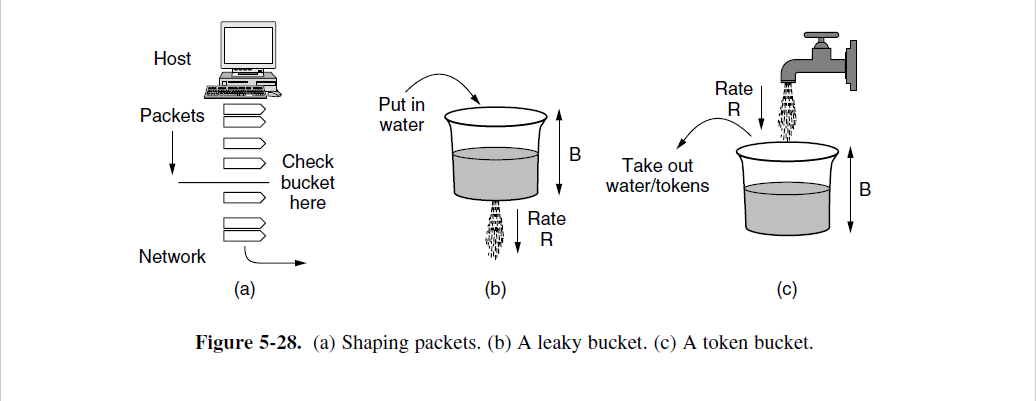 Host
Packets
Check
bucket
here
Network
(a)
Put in
water
B
Rate
R
(b)
Rate
R
Take out
water/tokens
B
(c)
Figure 5-28. (a) Shaping packets. (b) A leaky bucket. (c) A token bucket.